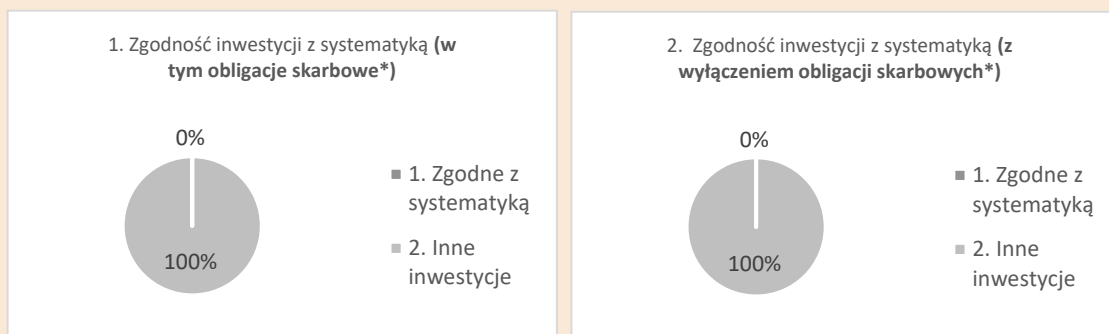 1. Zgodność inwestycji z systematyką (w
tym obligacje skarbowe*)
0%
100%
1. Zgodne z
systematyką
2. Inne
inwestycje
2. Zgodność inwestycji z systematyką (z
wyłączeniem obligacji skarbowych*)
0%
100%
1. Zgodne z
systematyką
2. Inne
inwestycje